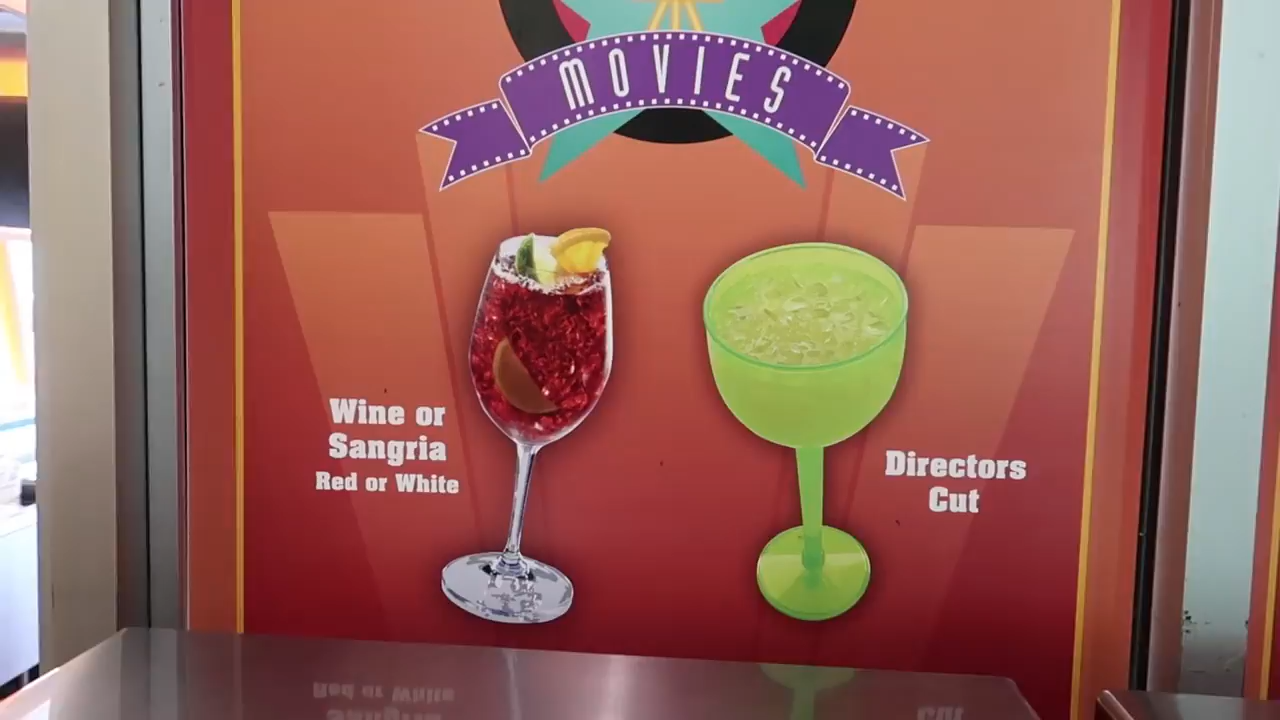 MOVIES
Wine or
Sangria
Red or White
Directors
Cut